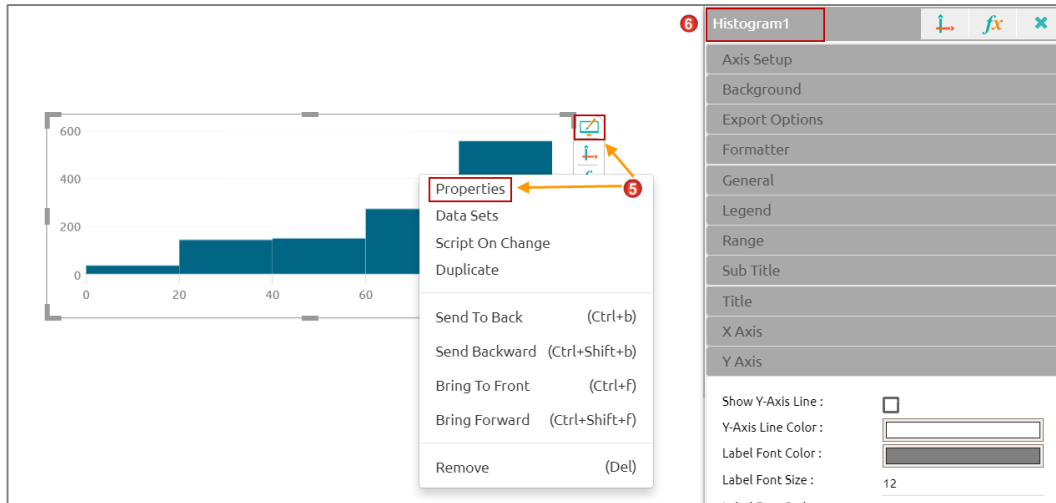 6 Histogram1 fx
Axis Setup
Background
Export Options
Formatter
General
Legend
Range
Sub Title
Title
X Axis
Y Axis
Show Y-Axis Line :
Y-Axis Line Color :
Label Font Color :
Label Font Size : 12
600
400
200
0
0 20 40 60
5
Properties
Data Sets
Script On Change
Duplicate
Send To Back (Ctrl+b)
Send Backward (Ctrl+Shift+b)
Bring To Front (Ctrl+f)
Bring Forward (Ctrl+Shift+f)
Remove (Del)